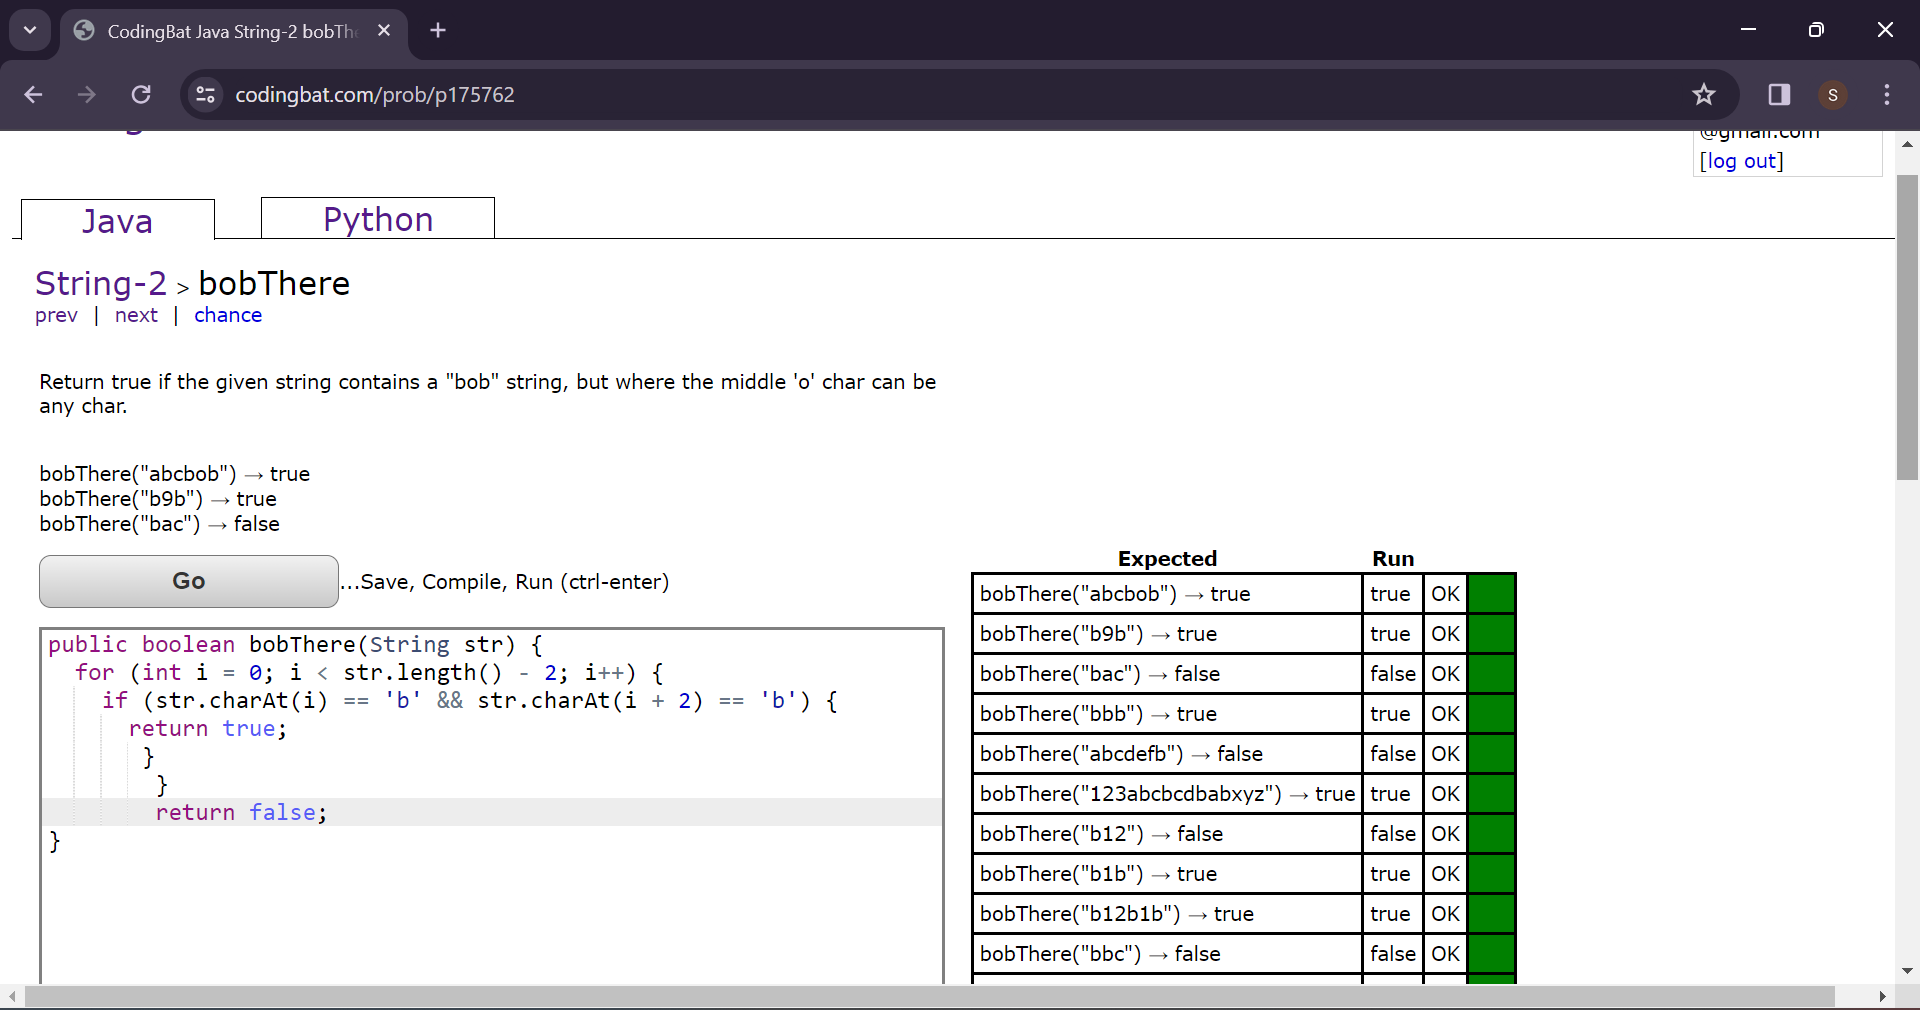 CodingBat Java String-2 bobThe
codingbat.com/prob/p175762
S
@gmail.com
[log out]
Java
Python
String-2 > bobThere
prev | next | chance
Return true if the given string contains a "bob" string, but where the middle 'o' char can be
any char.
bobThere("abcbob") → true
bobThere("b9b") → true
bobThere("bac") → false
Go
...Save, Compile, Run (ctrl-enter)
public boolean bobThere(String str) {
for (int i = 0; i < str.length() - 2; i++) {
if (str.charAt(i) == 'b' && str.charAt(i + 2) == 'b') {
return true;
}
}
return false;
}
Expected Run
bobThere("abcbob") → true true OK
bobThere("b9b") → true true OK
bobThere("bac") → false false OK
bobThere("bbb") → true true OK
bobThere("abcdefb") → false false OK
bobThere("123abcbcdbabxyz") → true true OK
bobThere("b12") → false false OK
bobThere("b1b") → true true OK
bobThere("b12b1b") → true true OK
bobThere("bbc") → false false OK